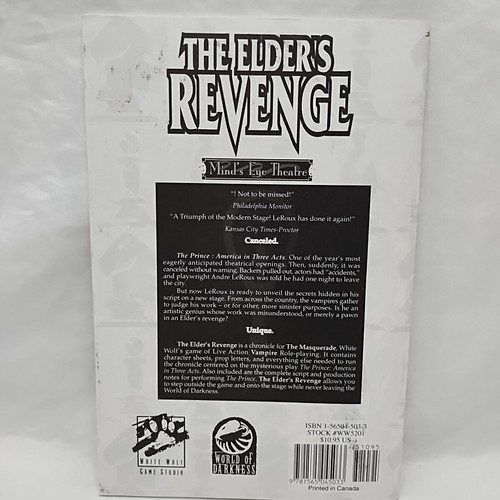 THE ELDER'S
REVENGE
Mind's Eye Theatre
"! Not to be missed!"
Philadelphia Monitor
"A Triumph of the Modern Stage! LeRoux has done it again!"
Kansas City Times-Proctor
Canceled.
The Prince : America in Three Acts. One of the year's most
eagerly anticipated theatrical openings. Then, suddenly, it was
canceled without warning. Backers pulled out, actors had "accidents,"
and playwright Andre LeRoux was told he had one night to leave
the city.
But now LeRoux is ready to unveil the secrets hidden in his
script on a new stage. From across the country, the vampires gather
to judge his work – or for other, more sinister purposes. Is he an
artistic genius whose work was misunderstood, or merely a pawn
in an Elder's revenge?
Unique.
The Elder's Revenge is a chronicle for The Masquerade, White
Wolf's game of Live Action Vampire Role-playing. It contains
character sheets, prop letters, and everything else needed to run
the chronicle centered on the mysterious play The Prince: America
in Three Acts. Also included are the complete script and production
notes for performing The Prince. The Elder's Revenge allows you
to step outside the game and onto the stage while never leaving the
World of Darkness.
WHITE WOLF
GAME STUDIO
WORLD OF
DARKNESS
ISBN 1-56504-503-3
STOCK #WW5201
$10.95 US
51095
9 781565 045033
Printed in Canada